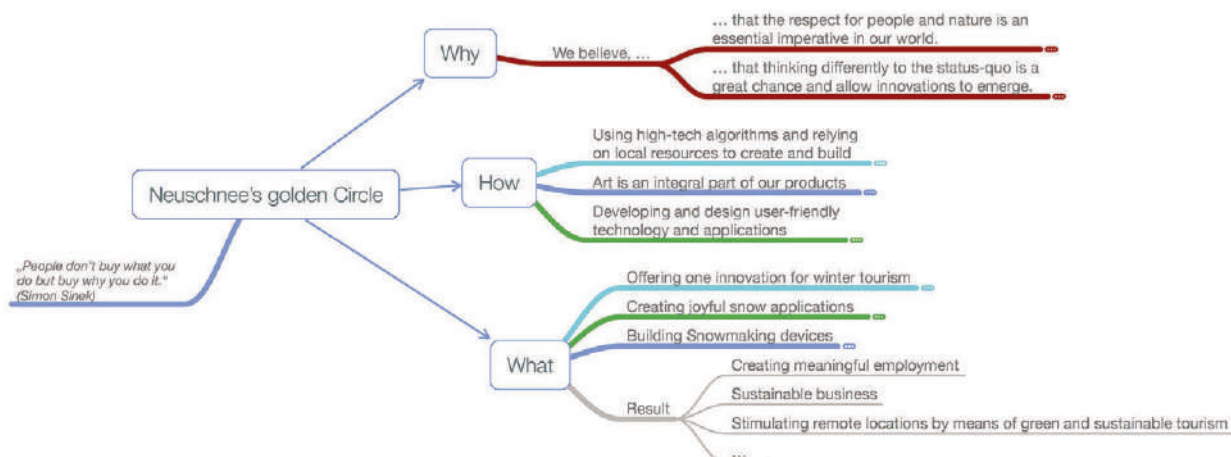 Why
We believe, ...
... that the respect for people and nature is an
essential imperative in our world.
... that thinking differently to the status-quo is a
great chance and allow innovations to emerge.
Neuschnee's golden Circle
„People don't buy what you
do but buy why you do it."
(Simon Sinek)
How
Using high-tech algorithms and relying
on local resources to create and build
Art is an integral part of our products
Developing and design user-friendly
technology and applications
What
Offering one innovation for winter tourism
Creating joyful snow applications
Building Snowmaking devices
Result
Creating meaningful employment
Sustainable business
Stimulating remote locations by means of green and sustainable tourism
...